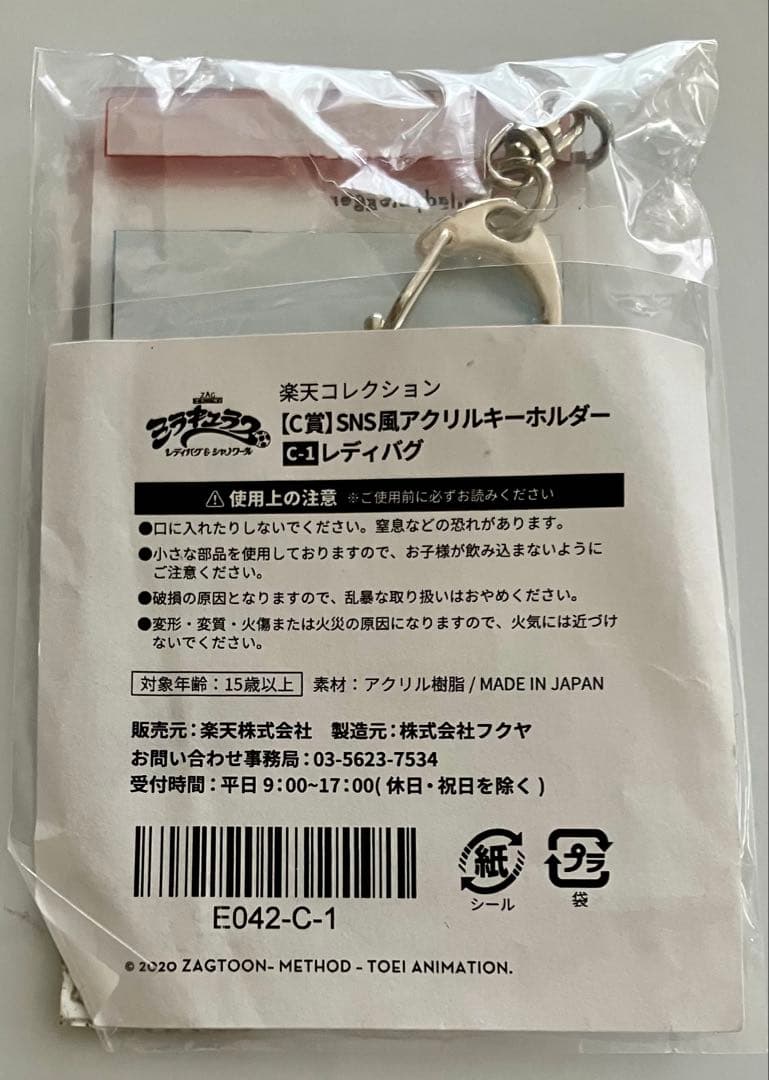 ZAG
ミラキュラス
レディバグ&シャノワール
楽天コレクション
【C賞】SNS風アクリルキーホルダー
C-1 レディバグ
⚠ 使用上の注意 ※ご使用前に必ずお読みください
●口に入れたりしないでください。窒息などの恐れがあります。
●小さな部品を使用しておりますので、お子様が飲み込まないように
ご注意ください。
●破損の原因となりますので、乱暴な取り扱いはおやめください。
●変形・変質・火傷または火災の原因になりますので、火気には近づけ
ないでください。
対象年齢：15歳以上 素材：アクリル樹脂 / MADE IN JAPAN
販売元：楽天株式会社 製造元：株式会社フクヤ
お問い合わせ事務局：03-5623-7534
受付時間：平日 9：00~17：00( 休日・祝日を除く )
E042-C-1
紙
シール
プラ
袋
© 2020 ZAGTOON- METHOD - TOEI ANIMATION.